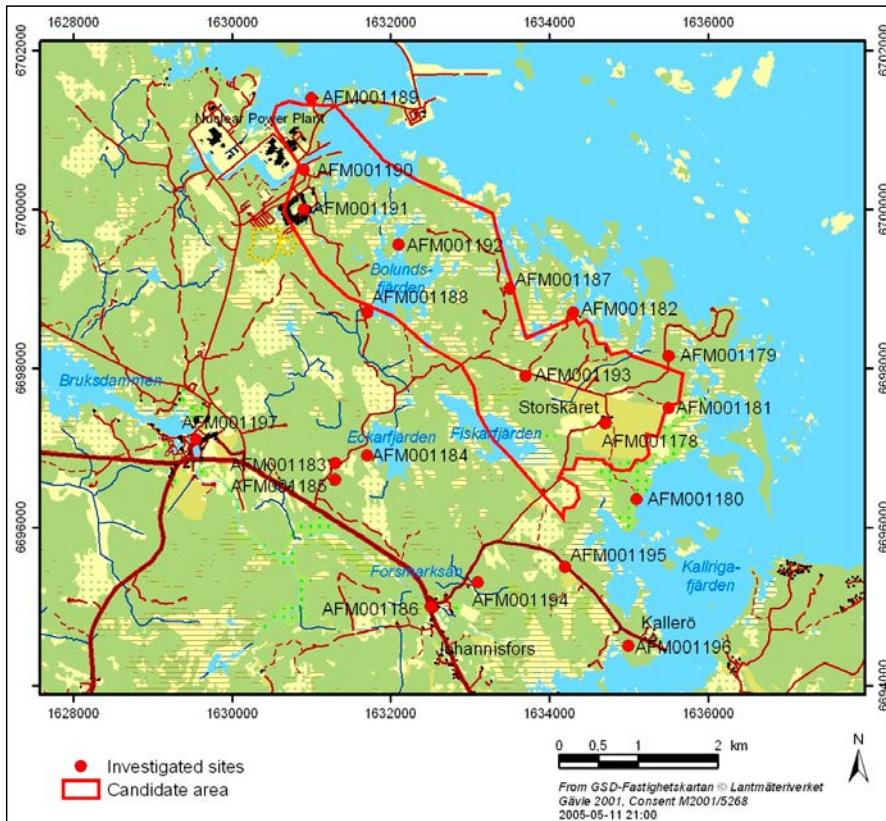 1628000 1630000 1632000 1634000 1636000
6702000
6702000
AFM001189
Nuclear Power Plant
AFM001190
6700000
6700000
AFM001191
AFM001192
Bolunds-
fjärden
AFM001187
AFM001188
AFM001182
AFM001179
6698000
6698000
Bruksdammen
AFM001193
Storskäret
AFM001181
AFM001197
Eckarfjärden
Fiskarfjärden
AFM001178
AFM001183
AFM001184
AFM001185
AFM001180
6696000
6696000
AFM001195
Forsmarksån
Kallriga-
fjärden
AFM001194
AFM001186
Kallerö
Johannisfors
AFM001196
6694000
6694000
1628000 1630000 1632000 1634000 1636000
Investigated sites
Candidate area
0 0,5 1 2 km
N
From GSD-Fastighetskartan © Lantmäteriverket
Gävle 2001, Consent M2001/5268
2005-05-11 21:00